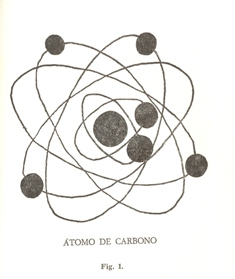 ÁTOMO DE CARBONO
Fig. 1.